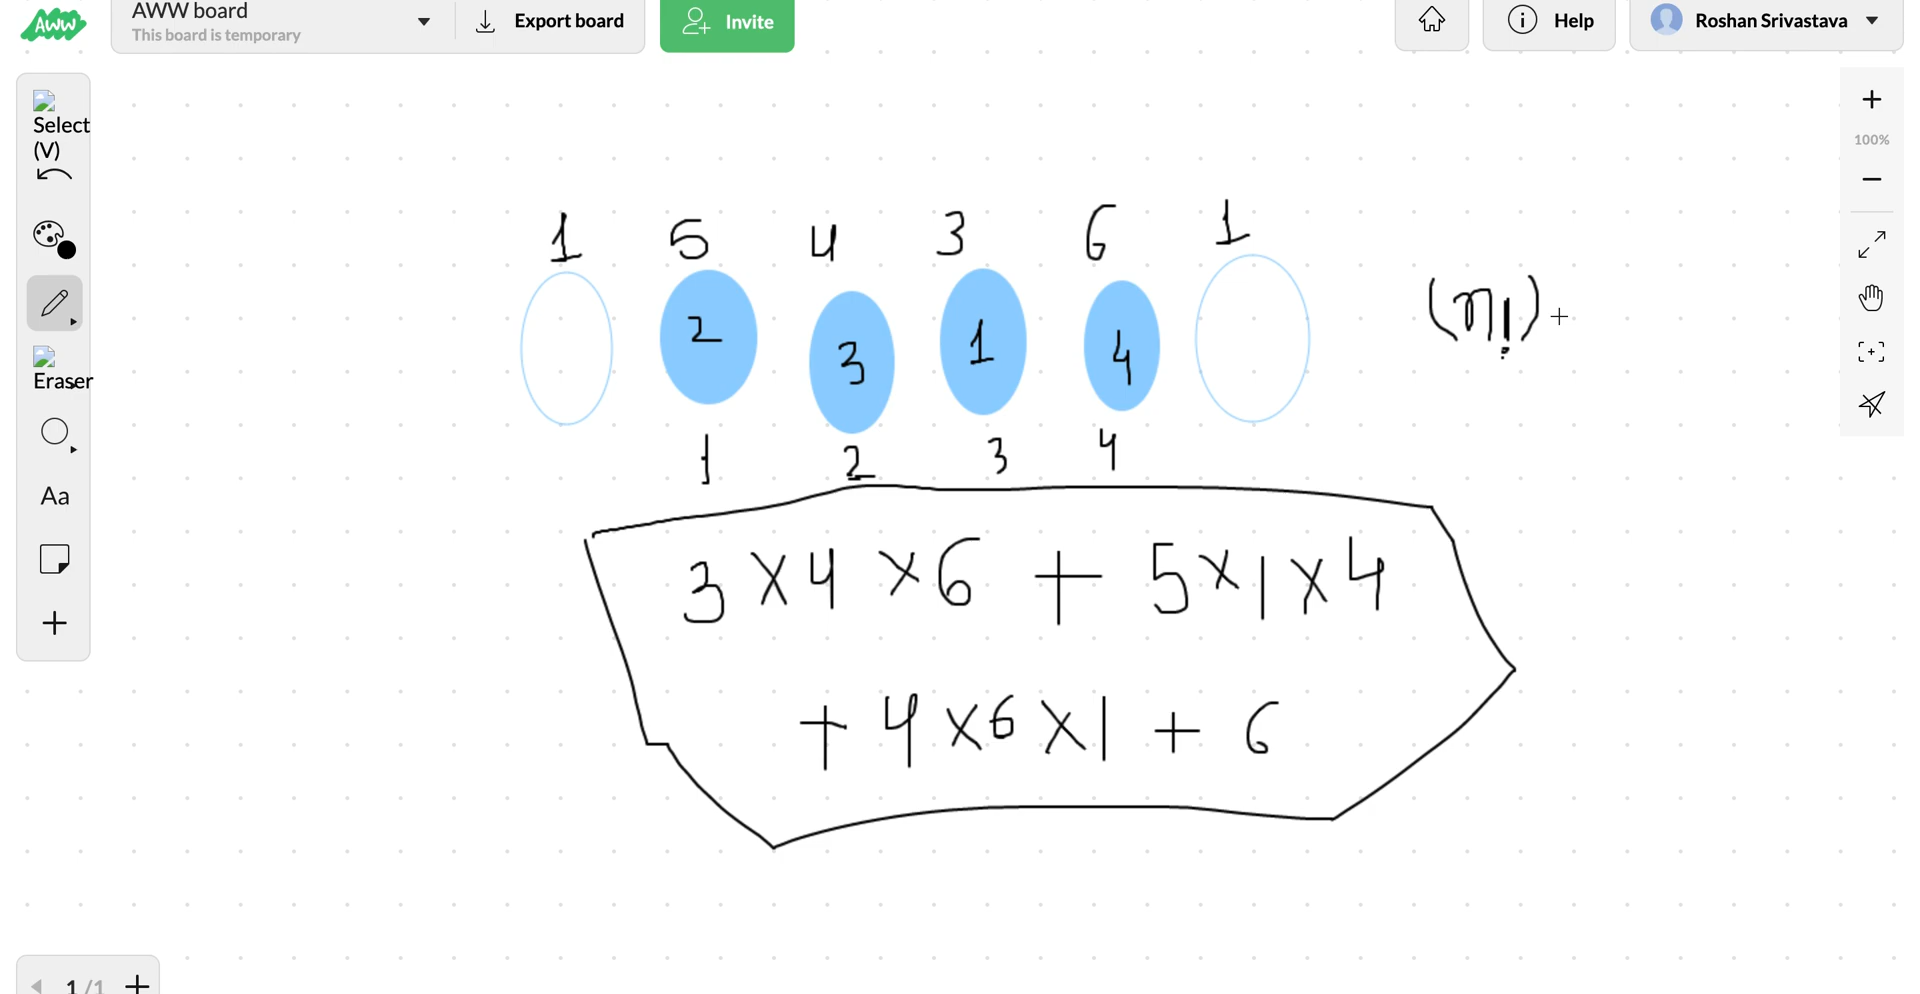 AWW
AWW board
This board is temporary
Export board
Invite
Help
Roshan Srivastava
Select
(V)
Eraser
Aa
100%
1 5 4 3 6 1
2 3 1 4
(n!)
1 2 3 4
3 × 4 × 6 + 5 × 1 × 4
+ 4 × 6 × 1 + 6
1 / 1